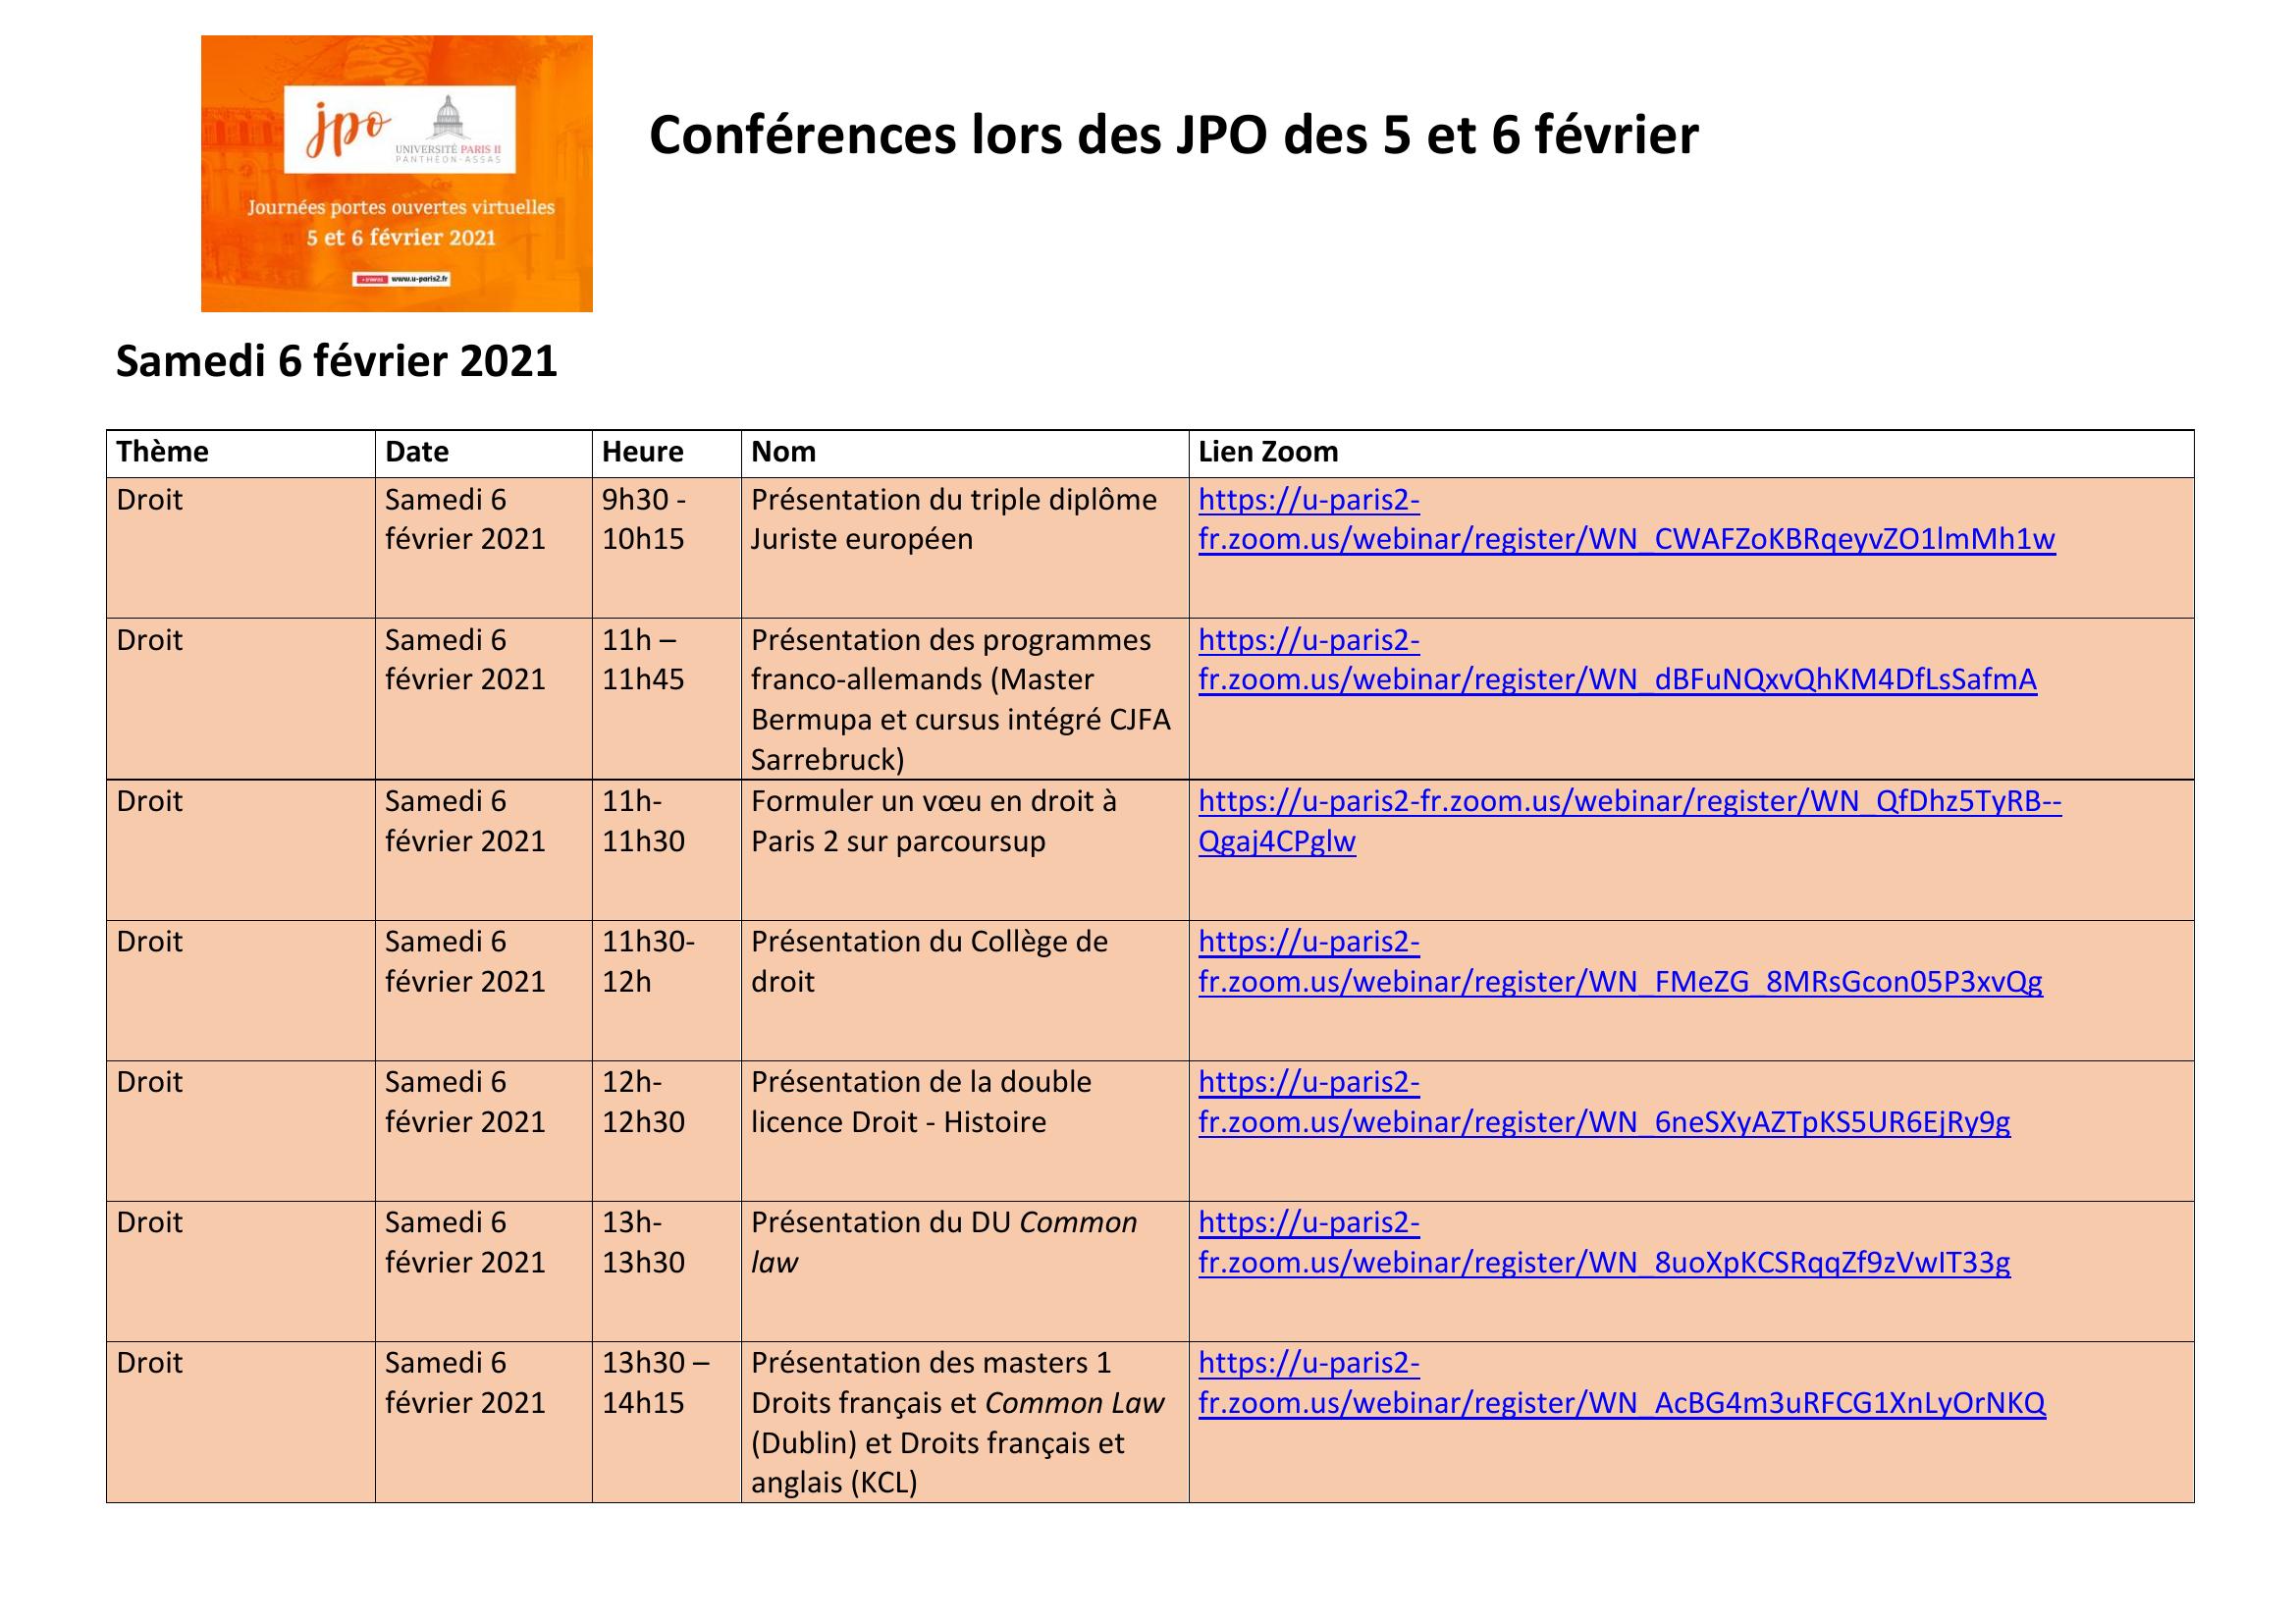 jpo
UNIVERSITÉ PARIS II
PANTHÉON-ASSAS
Journées portes ouvertes virtuelles
5 et 6 février 2021
www.u-paris2.fr
Conférences lors des JPO des 5 et 6 février
Samedi 6 février 2021
Thème Date Heure Nom Lien Zoom
Droit Samedi 6 9h30 - Présentation du triple diplôme https://u-paris2-
février 2021 10h15 Juriste européen fr.zoom.us/webinar/register/WN_CWAFZoKBRqeyvZO1lmMh1w
Droit Samedi 6 11h – Présentation des programmes https://u-paris2-
février 2021 11h45 franco-allemands (Master fr.zoom.us/webinar/register/WN_dBFuNQxvQhKM4DfLsSafmA
Bermupa et cursus intégré CJFA
Sarrebruck)
Droit Samedi 6 11h- Formuler un vœu en droit à https://u-paris2-fr.zoom.us/webinar/register/WN_QfDhz5TyRB--
février 2021 11h30 Paris 2 sur parcoursup Qgaj4CPglw
Droit Samedi 6 11h30- Présentation du Collège de https://u-paris2-
février 2021 12h droit fr.zoom.us/webinar/register/WN_FMeZG_8MRsGcon05P3xvQg
Droit Samedi 6 12h- Présentation de la double https://u-paris2-
février 2021 12h30 licence Droit - Histoire fr.zoom.us/webinar/register/WN_6neSXyAZTpKS5UR6EjRy9g
Droit Samedi 6 13h- Présentation du DU Common https://u-paris2-
février 2021 13h30 law fr.zoom.us/webinar/register/WN_8uoXpKCSRqqZf9zVwIT33g
Droit Samedi 6 13h30 – Présentation des masters 1 https://u-paris2-
février 2021 14h15 Droits français et Common Law fr.zoom.us/webinar/register/WN_AcBG4m3uRFCG1XnLyOrNKQ
(Dublin) et Droits français et
anglais (KCL)